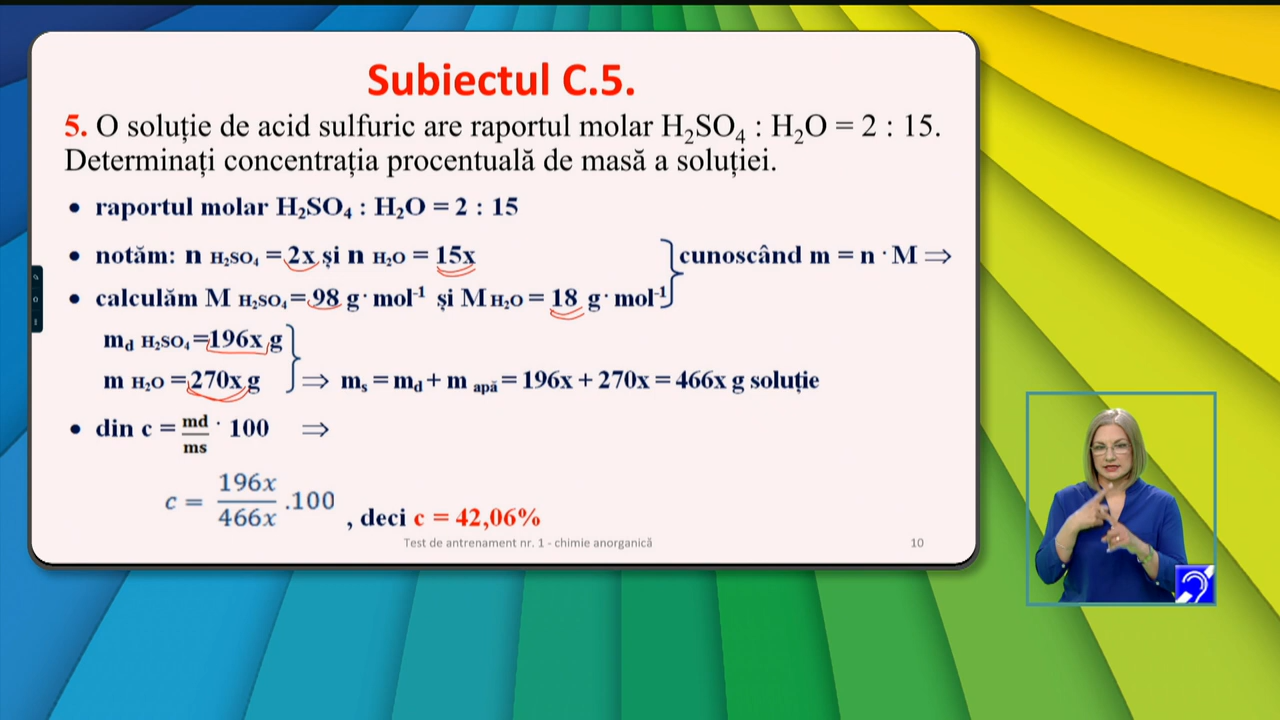 Subiectul C.5.
5. O soluție de acid sulfuric are raportul molar H₂SO₄ : H₂O = 2 : 15.
Determinați concentrația procentuală de masă a soluției.
• raportul molar H₂SO₄ : H₂O = 2 : 15
• notăm: n H₂SO₄ = 2x și n H₂O = 15x
cunoscând m = n · M ⇒
• calculăm M H₂SO₄= 98 g· mol⁻¹ și M H₂O = 18 g· mol⁻¹
m_d H₂SO₄=196x g
m H₂O =270x g ⇒ m_s = m_d + m apă = 196x + 270x = 466x g soluție
• din c = md/ms · 100 ⇒
c = 196x/466x .100 , deci c = 42,06%
Test de antrenament nr. 1 - chimie anorganică 10